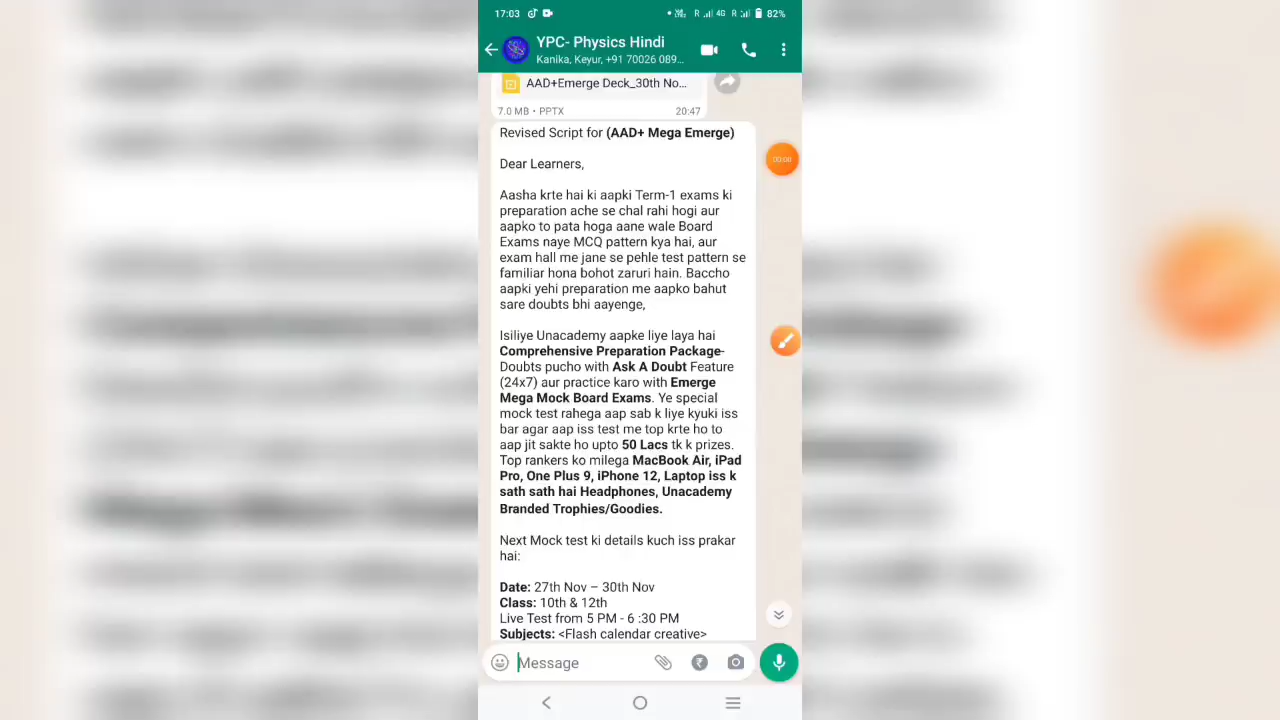 17:03
R 4G R 82%
YPC- Physics Hindi
Kanika, Keyur, +91 70026 089...
AAD+Emerge Deck_30th No...
7.0 MB • PPTX 20:47
Revised Script for (AAD+ Mega Emerge)
Dear Learners,
Aasha krte hai ki aapki Term-1 exams ki
preparation ache se chal rahi hogi aur
aapko to pata hoga aane wale Board
Exams naye MCQ pattern kya hai, aur
exam hall me jane se pehle test pattern se
familiar hona bohot zaruri hain. Baccho
aapki yehi preparation me aapko bahut
sare doubts bhi aayenge,
Isiliye Unacademy aapke liye laya hai
Comprehensive Preparation Package-
Doubts pucho with Ask A Doubt Feature
(24x7) aur practice karo with Emerge
Mega Mock Board Exams. Ye special
mock test rahega aap sab k liye kyuki iss
bar agar aap iss test me top krte ho to
aap jit sakte ho upto 50 Lacs tk k prizes.
Top rankers ko milega MacBook Air, iPad
Pro, One Plus 9, iPhone 12, Laptop iss k
sath sath hai Headphones, Unacademy
Branded Trophies/Goodies.
Next Mock test ki details kuch iss prakar
hai:
Date: 27th Nov – 30th Nov
Class: 10th & 12th
Live Test from 5 PM - 6 :30 PM
Subjects: <Flash calendar creative>
Message